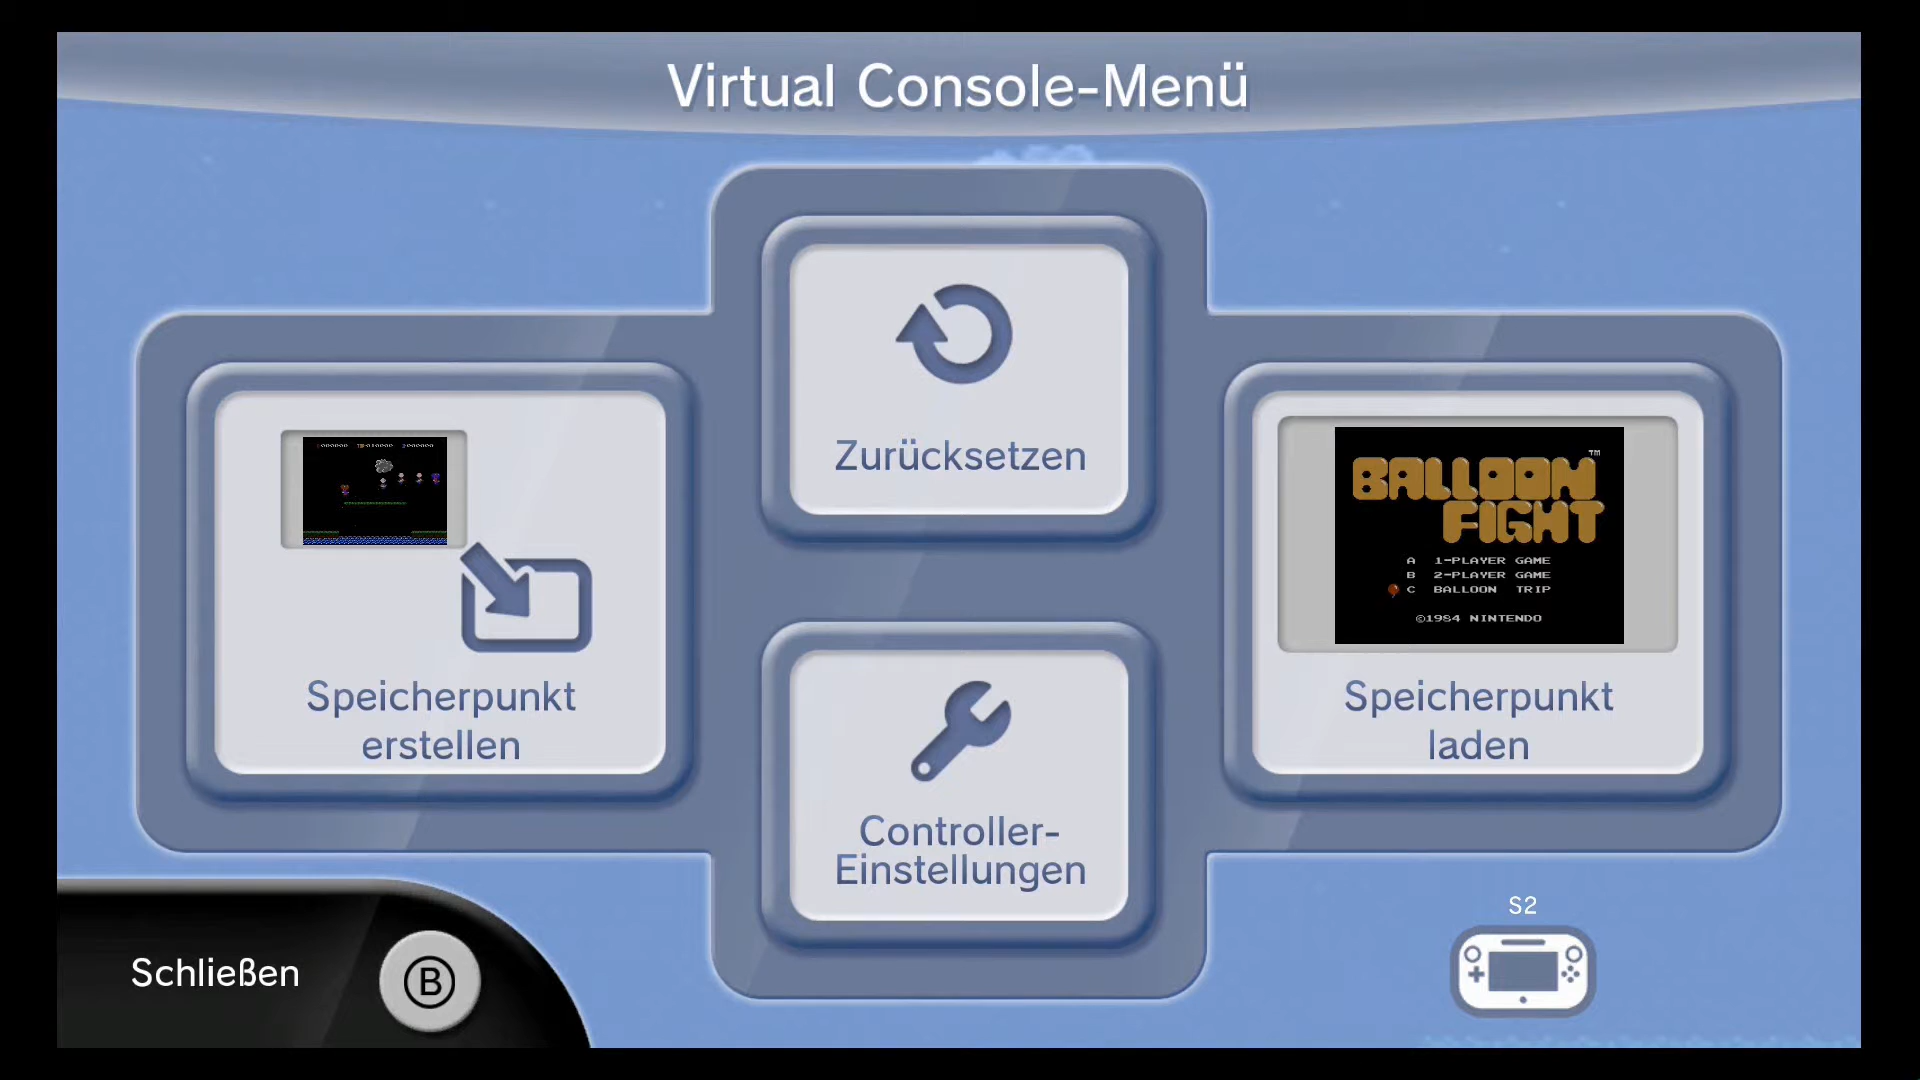 Virtual Console-Menü
Zurücksetzen
Speicherpunkt
erstellen
BALLOON
FIGHT
TM
A 1-PLAYER GAME
B 2-PLAYER GAME
C BALLOON TRIP
©1984 NINTENDO
Speicherpunkt
laden
Controller-
Einstellungen
S2
Schließen
B